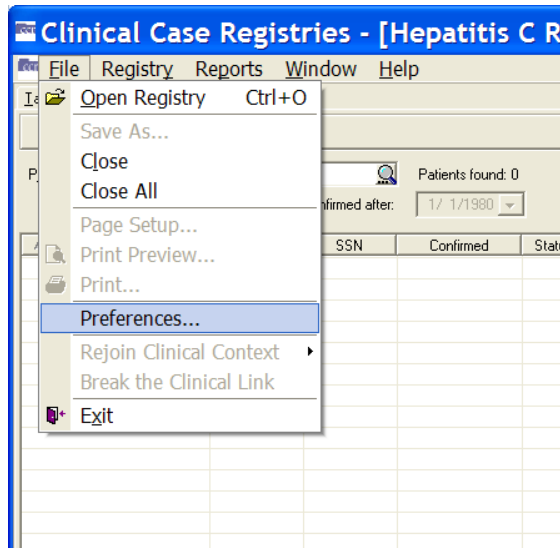 Clinical Case Registries - [Hepatitis C R
File Registry Reports Window Help
Open Registry Ctrl+O
Save As...
Close
Close All
Patients found: 0
nfirmed after: 1/ 1/1980
Page Setup...
SSN Confirmed Stat
Print Preview...
Print...
Preferences...
Rejoin Clinical Context
Break the Clinical Link
Exit